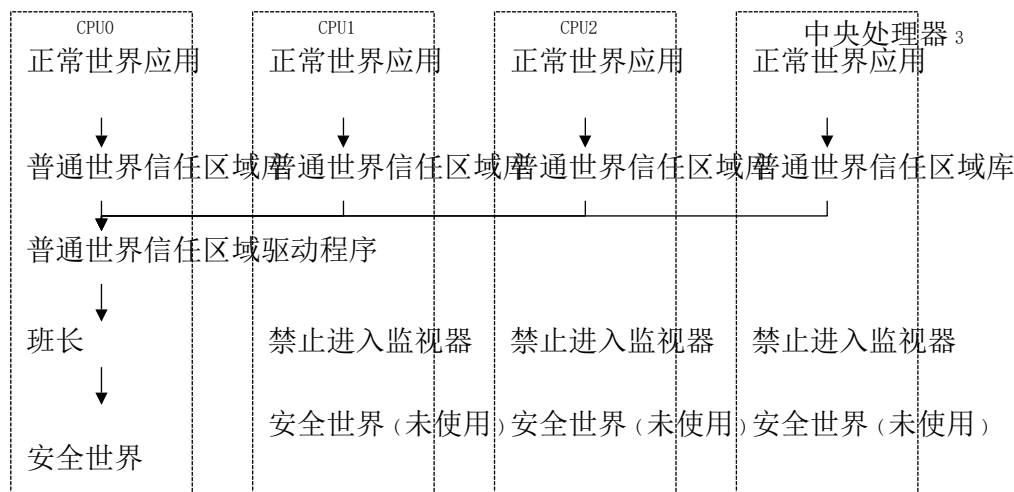 CPU0 CPU1 CPU2 中央处理器 3
正常世界应用 正常世界应用 正常世界应用 正常世界应用
普通世界信任区域库 普通世界信任区域库 普通世界信任区域库 普通世界信任区域库
普通世界信任区域驱动程序
班长 禁止进入监视器 禁止进入监视器 禁止进入监视器
安全世界（未使用） 安全世界（未使用） 安全世界（未使用）
安全世界